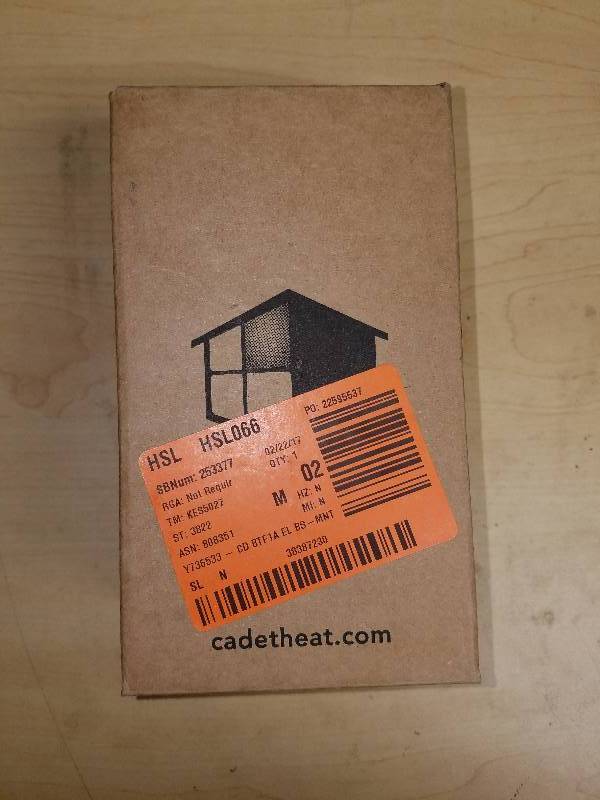 HSL HSL066
PO: 22595537
SBNum: 253377
02/22/17
RGA: Not Requir
QTY: 1
TM: KES5027
M 02
ST: 3822
HZ: N
ASN: 808351
MI: N
Y736533 - CD BTF1A EL BS-MNT
SL N
38387230
cadetheat.com